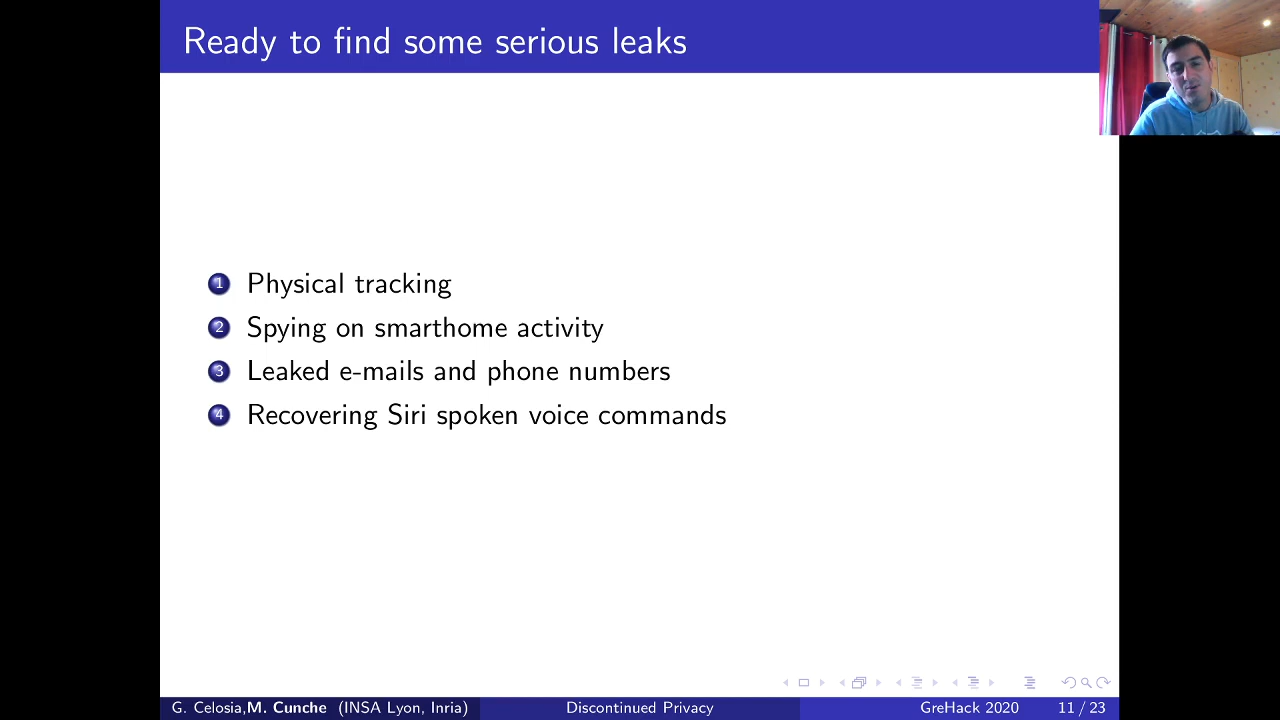 Ready to find some serious leaks
1 Physical tracking
2 Spying on smarthome activity
3 Leaked e-mails and phone numbers
4 Recovering Siri spoken voice commands
G. Celosia,M. Cunche (INSA Lyon, Inria) Discontinued Privacy GreHack 2020 11 / 23